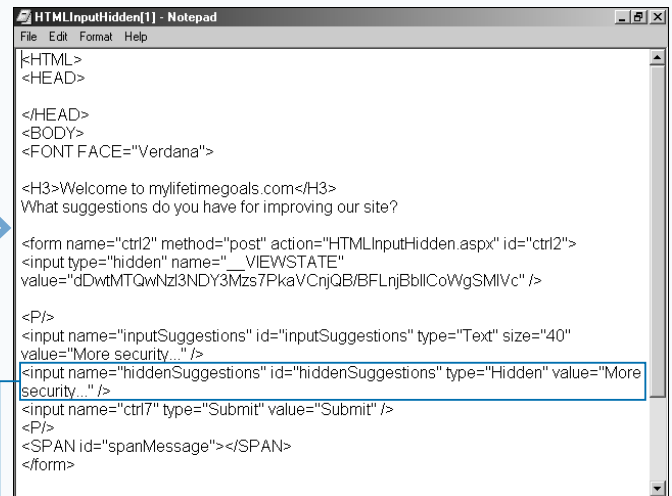 HTMLInputHidden[1] - Notepad
File Edit Format Help
<HTML>
<HEAD>
</HEAD>
<BODY>
<FONT FACE="Verdana">
<H3>Welcome to mylifetimegoals.com</H3>
What suggestions do you have for improving our site?
<form name="ctrl2" method="post" action="HTMLInputHidden.aspx" id="ctrl2">
<input type="hidden" name="__VIEWSTATE"
value="dDwtMTQwNzI3NDY3Mzs7PkaVCnjQB/BFLnjBbllCoWgSMlVc" />
<P/>
<input name="inputSuggestions" id="inputSuggestions" type="Text" size="40"
value="More security..." />
<input name="hiddenSuggestions" id="hiddenSuggestions" type="Hidden" value="More
security..." />
<input name="ctrl7" type="Submit" value="Submit" />
<P/>
<SPAN id="spanMessage"></SPAN>
</form>